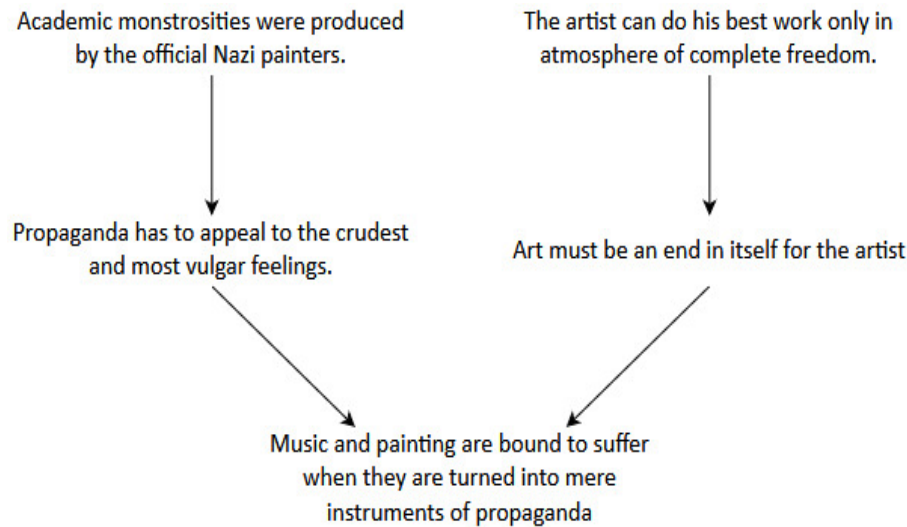 Academic monstrosities were produced
by the official Nazi painters.
The artist can do his best work only in
atmosphere of complete freedom.
Propaganda has to appeal to the crudest
and most vulgar feelings.
Art must be an end in itself for the artist
Music and painting are bound to suffer
when they are turned into mere
instruments of propaganda